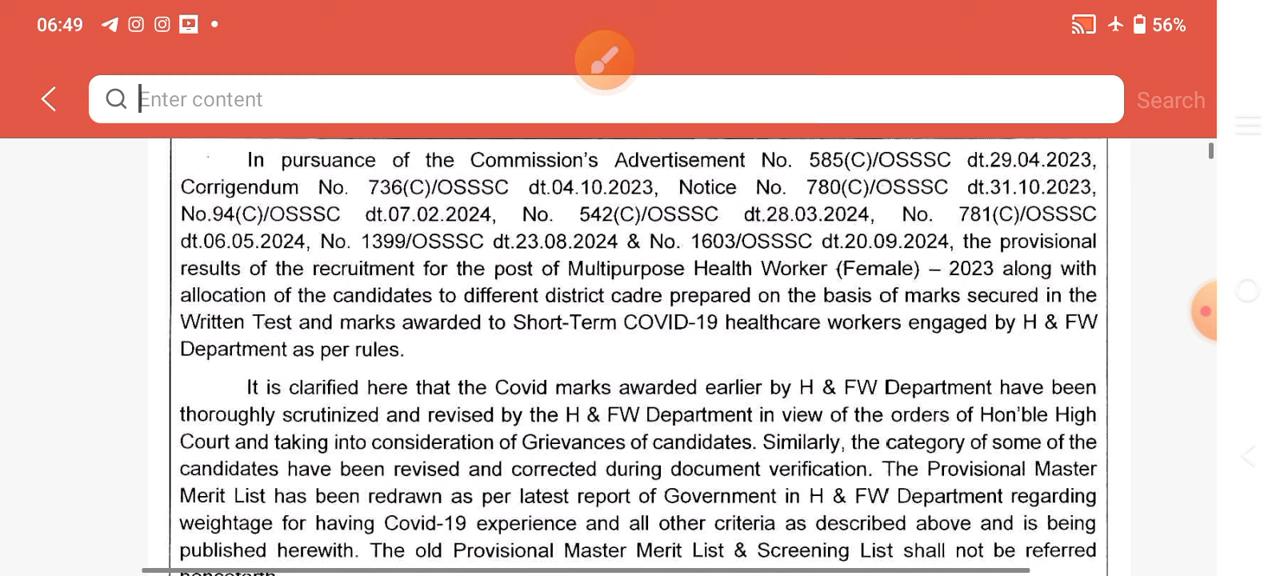 06:49
56%
Enter content
Search
In pursuance of the Commission's Advertisement No. 585(C)/OSSSC dt.29.04.2023,
Corrigendum No. 736(C)/OSSSC dt.04.10.2023, Notice No. 780(C)/OSSSC dt.31.10.2023,
No.94(C)/OSSSC dt.07.02.2024, No. 542(C)/OSSSC dt.28.03.2024, No. 781(C)/OSSSC
dt.06.05.2024, No. 1399/OSSSC dt.23.08.2024 & No. 1603/OSSSC dt.20.09.2024, the provisional
results of the recruitment for the post of Multipurpose Health Worker (Female) – 2023 along with
allocation of the candidates to different district cadre prepared on the basis of marks secured in the
Written Test and marks awarded to Short-Term COVID-19 healthcare workers engaged by H & FW
Department as per rules.
It is clarified here that the Covid marks awarded earlier by H & FW Department have been
thoroughly scrutinized and revised by the H & FW Department in view of the orders of Hon'ble High
Court and taking into consideration of Grievances of candidates. Similarly, the category of some of the
candidates have been revised and corrected during document verification. The Provisional Master
Merit List has been redrawn as per latest report of Government in H & FW Department regarding
weightage for having Covid-19 experience and all other criteria as described above and is being
published herewith. The old Provisional Master Merit List & Screening List shall not be referred